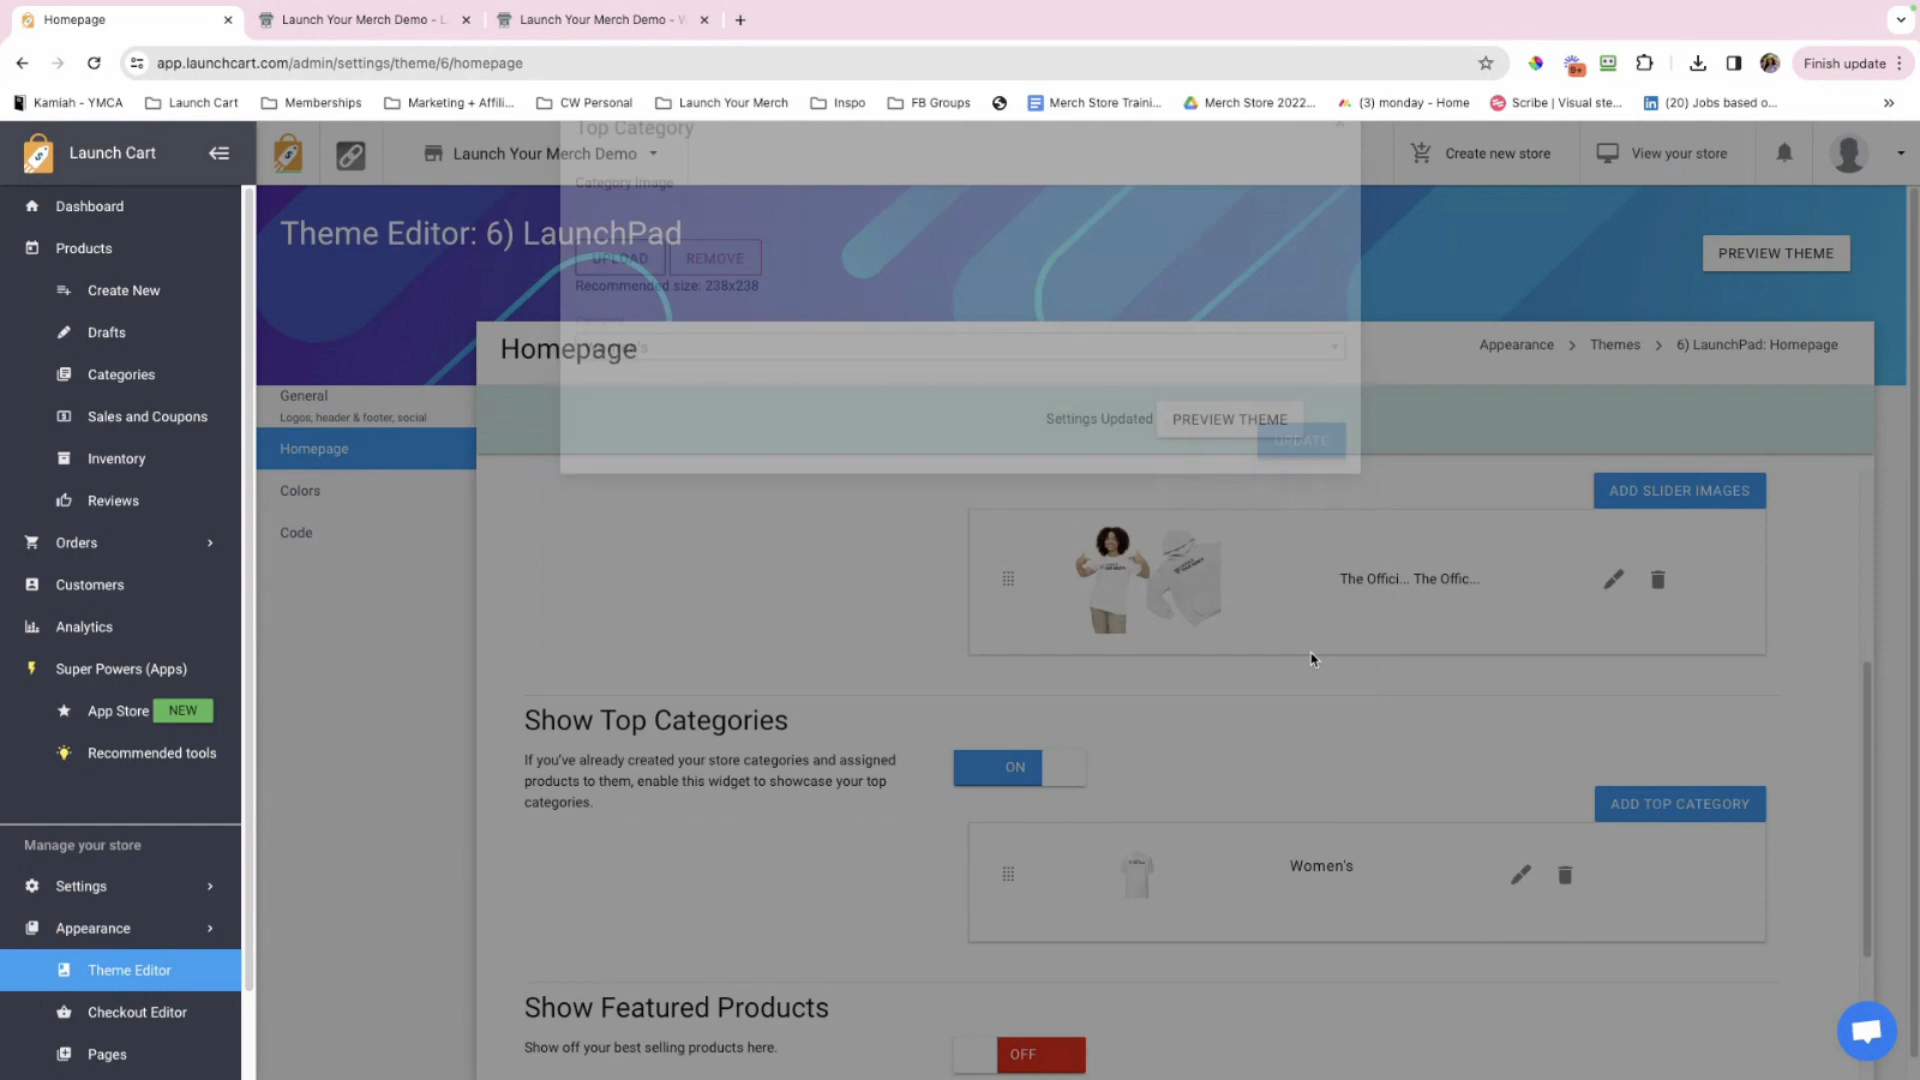 Homepage
Launch Your Merch Demo - L
Launch Your Merch Demo - W
app.launchcart.com/admin/settings/theme/6/homepage
Finish update
Kamiah - YMCA
Launch Cart
Memberships
Marketing + Affili...
CW Personal
Launch Your Merch
Inspo
FB Groups
Merch Store Traini...
Merch Store 2022...
(3) monday - Home
Scribe | Visual ste...
(20) Jobs based o...
Launch Cart
Launch Your Merch Demo
Create new store
View your store
Top Category
Category Image
UPLOAD
REMOVE
Recommended size: 238x238
UPDATE
Theme Editor: 6) LaunchPad
PREVIEW THEME
Homepage
Appearance > Themes > 6) LaunchPad: Homepage
Settings Updated
PREVIEW THEME
Dashboard
Products
Create New
Drafts
Categories
Sales and Coupons
Inventory
Reviews
Orders
Customers
Analytics
Super Powers (Apps)
App Store
NEW
Recommended tools
Manage your store
Settings
Appearance
Theme Editor
Checkout Editor
Pages
General
Logos, header & footer, social
Homepage
Colors
Code
ADD SLIDER IMAGES
The Offici... The Offic...
Show Top Categories
If you've already created your store categories and assigned
products to them, enable this widget to showcase your top
categories.
ON
ADD TOP CATEGORY
Women's
Show Featured Products
Show off your best selling products here.
OFF